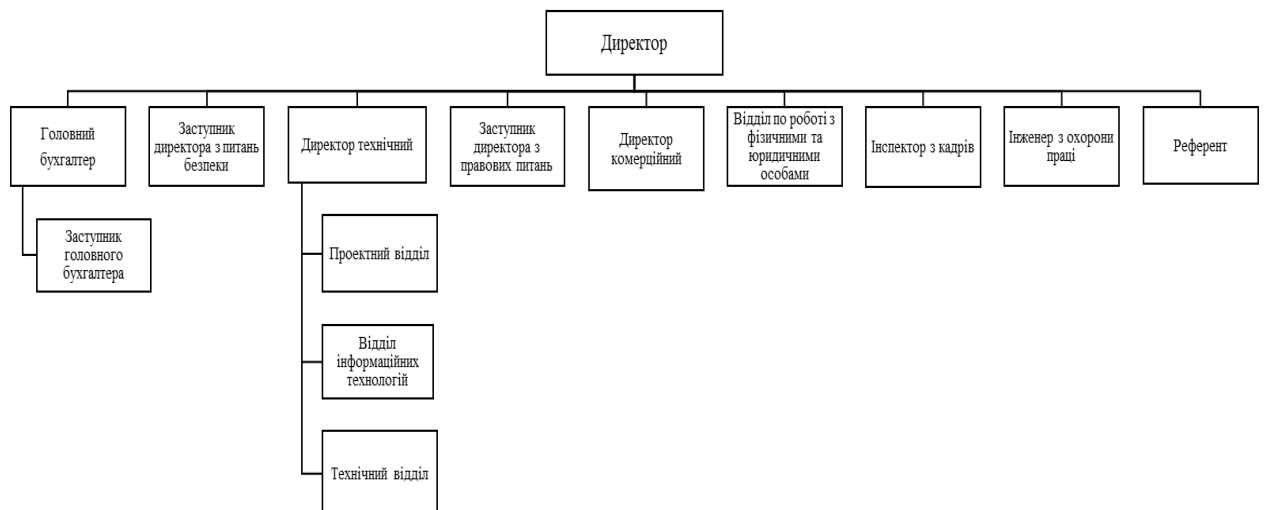 Директор
Головний
бухгалтер
Заступник
директора з питань
безпеки
Директор технічний
Заступник
директора з
правових питань
Директор
комерційний
Відділ по роботі з
фізичними та
юридичними
особами
Інспектор з кадрів
Інженер з охорони
праці
Референт
Заступник
головного
бухгалтера
Проектний відділ
Відділ
інформаційних
технологій
Технічний відділ